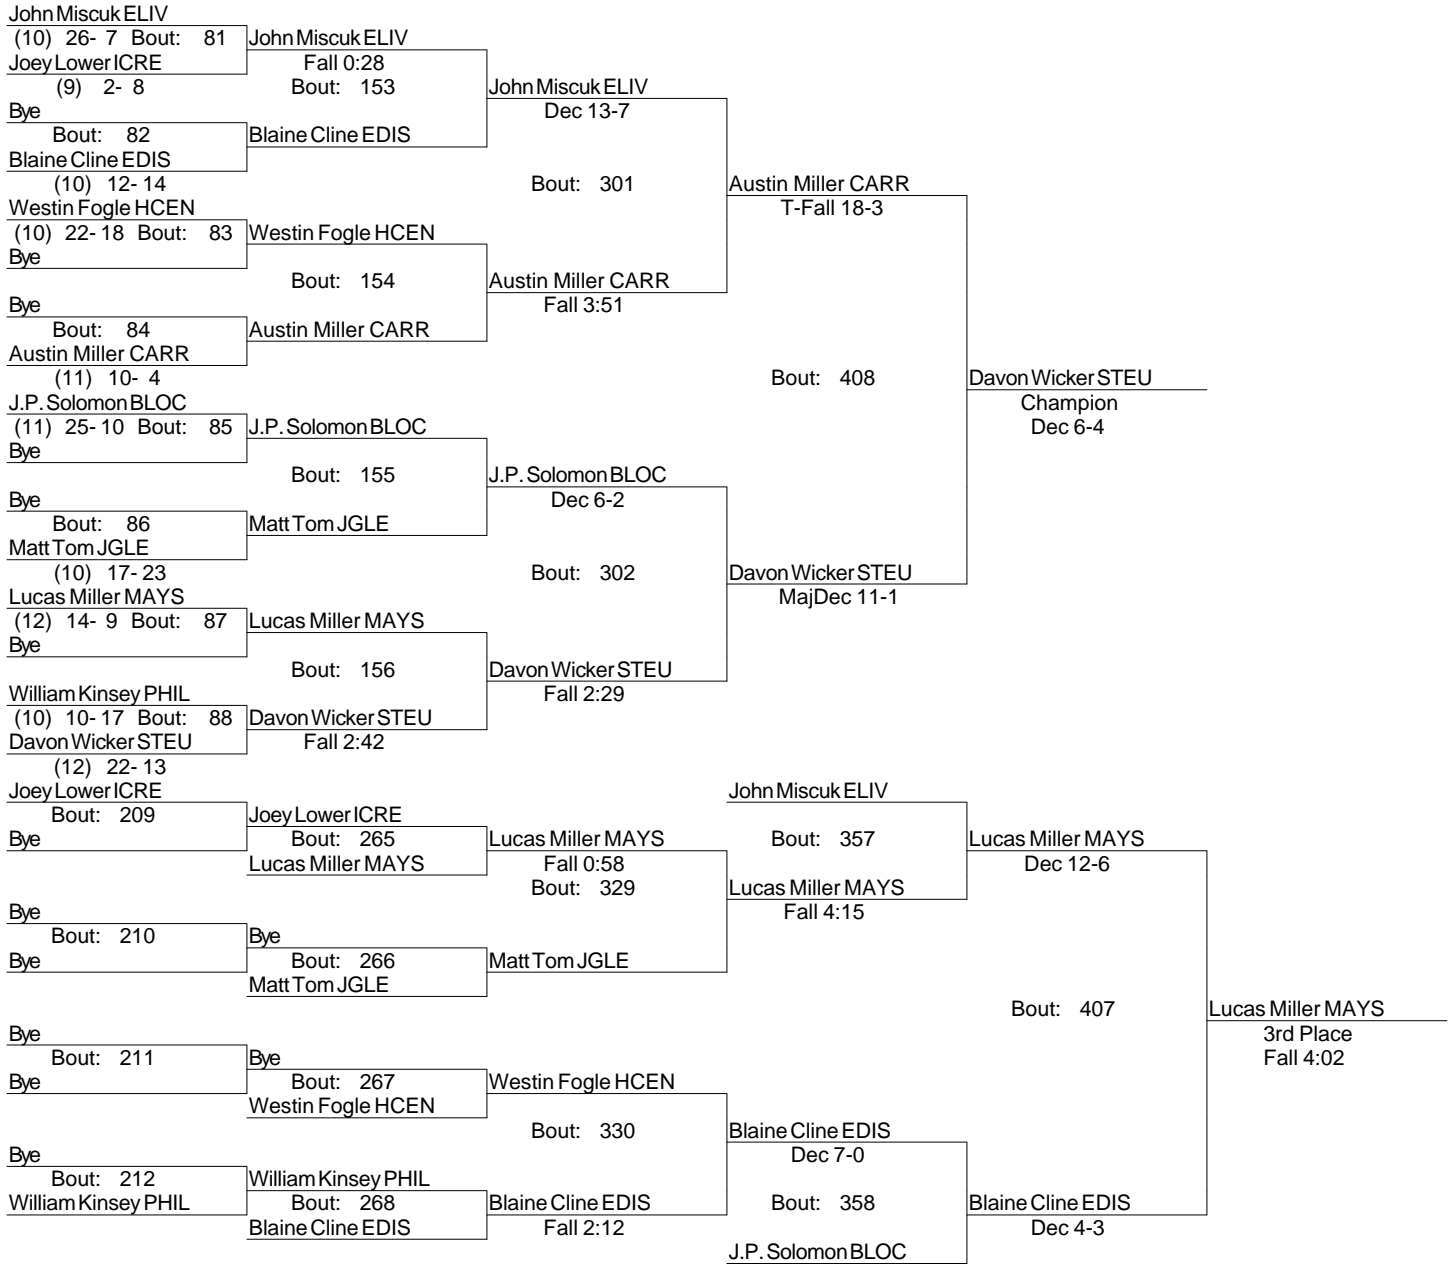 John Miscuk ELIV
(10) 26- 7 Bout: 81 John Miscuk ELIV
Joey Lower ICRE Fall 0:28
(9) 2- 8 Bout: 153 John Miscuk ELIV
Bye Dec 13-7
Bout: 82 Blaine Cline EDIS
Blaine Cline EDIS
(10) 12- 14 Bout: 301 Austin Miller CARR
Westin Fogle HCEN T-Fall 18-3
(10) 22- 18 Bout: 83 Westin Fogle HCEN
Bye
Bout: 154 Austin Miller CARR
Bye Fall 3:51
Bout: 84 Austin Miller CARR
Austin Miller CARR
(11) 10- 4 Bout: 408 Davon Wicker STEU
J.P. Solomon BLOC Champion
(11) 25- 10 Bout: 85 J.P. Solomon BLOC Dec 6-4
Bye
Bout: 155 J.P. Solomon BLOC
Bye Dec 6-2
Bout: 86 Matt Tom JGLE
Matt Tom JGLE
(10) 17- 23 Bout: 302 Davon Wicker STEU
Lucas Miller MAYS MajDec 11-1
(12) 14- 9 Bout: 87 Lucas Miller MAYS
Bye
Bout: 156 Davon Wicker STEU
William Kinsey PHIL Fall 2:29
(10) 10- 17 Bout: 88 Davon Wicker STEU
Davon Wicker STEU Fall 2:42
(12) 22- 13
Joey Lower ICRE John Miscuk ELIV
Bout: 209 Joey Lower ICRE
Bye Bout: 265 Lucas Miller MAYS Bout: 357 Lucas Miller MAYS
Lucas Miller MAYS Fall 0:58 Dec 12-6
Bout: 329 Lucas Miller MAYS
Bye Fall 4:15
Bout: 210 Bye
Bye Bout: 266 Matt Tom JGLE
Matt Tom JGLE
Bout: 407 Lucas Miller MAYS
Bye 3rd Place
Bout: 211 Bye Fall 4:02
Bye Bout: 267 Westin Fogle HCEN
Westin Fogle HCEN
Bout: 330 Blaine Cline EDIS
Bye Dec 7-0
Bout: 212 William Kinsey PHIL
William Kinsey PHIL Bout: 268 Blaine Cline EDIS Bout: 358 Blaine Cline EDIS
Blaine Cline EDIS Fall 2:12 Dec 4-3
J.P. Solomon BLOC